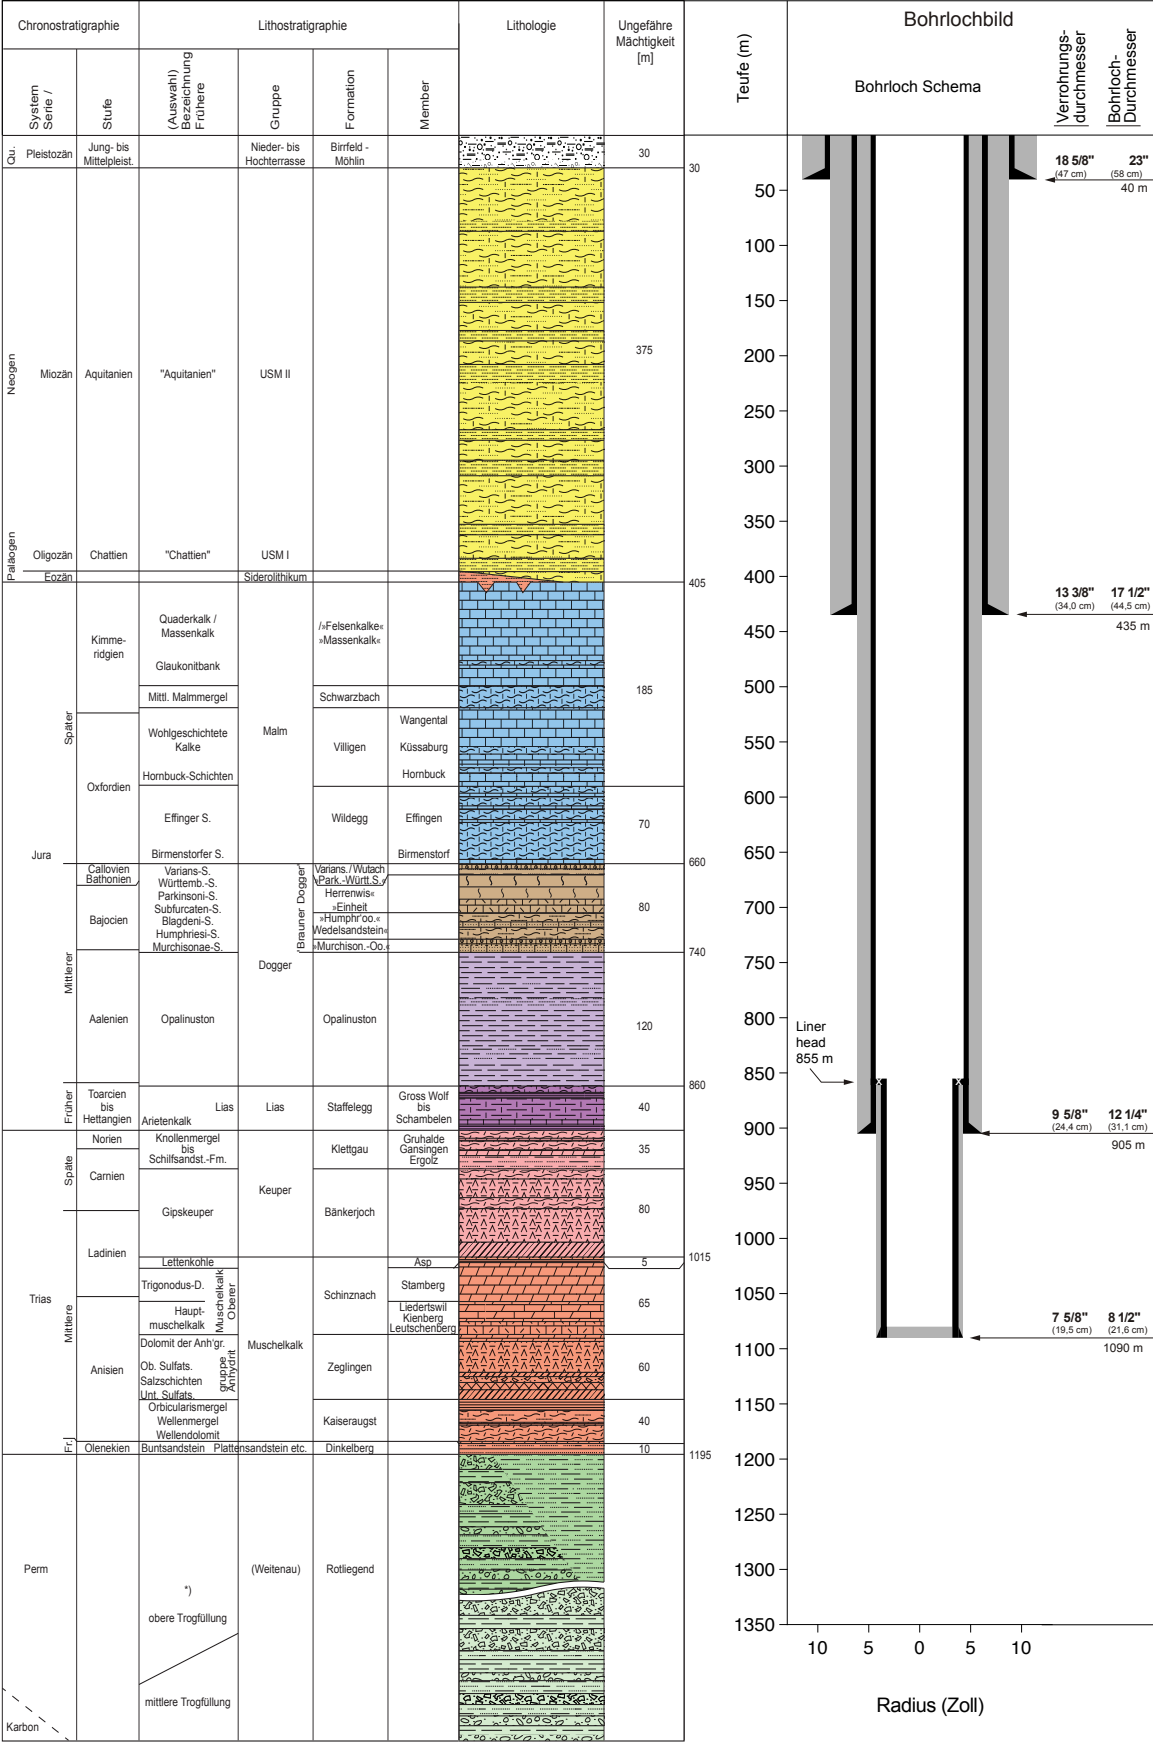 Chronostratigraphie
Lithostratigraphie
Lithologie
Ungefähre
Mächtigkeit
[m]
System
Serie /
Stufe
(Auswahl)
Bezeichnung
Frühere
Gruppe
Formation
Member
Qu.
Pleistozän
Jung- bis
Mittelpleist.
Nieder- bis
Hochterrasse
Birrfeld -
Möhlin
30
30
Neogen
Miozän
Aquitanien
"Aquitanien"
USM II
375
Paläogen
Oligozän
Chattien
"Chattien"
USM I
Eozän
Siderolithikum
405
Jura
Später
Kimme-
ridgien
Quaderkalk /
Massenkalk
Glaukonitbank
Malm
/»Felsenkalke«
»Massenkalk«
185
Mittl. Malmmergel
Schwarzbach
Oxfordien
Wohlgeschichtete
Kalke
Hornbuck-Schichten
Villigen
Wangental
Küssaburg
Hornbuck
Effinger S.
Birmenstorfer S.
Wildegg
Effingen
Birmenstorf
70
660
Mittlerer
Callovien
Bathonien
Bajocien
Varians-S.
Württemb.-S.
Parkinsoni-S.
Subfurcaten-S.
Blagdeni-S.
Humphriesi-S.
Murchisonae-S.
'Brauner Dogger'
Dogger
Varians./Wutach
»Park.-Württ.S.«
Herrenwis«
»Einheit
»Humphr'oo.«
Wedelsandstein«
»Murchison.-Oo.«
80
740
Aalenien
Opalinuston
Opalinuston
120
860
Früher
Toarcien
bis
Hettangien
Lias
Arietenkalk
Lias
Staffelegg
Gross Wolf
bis
Schambelen
40
Trias
Späte
Norien
Carnien
Knollenmergel
bis
Schilfsandst.-Fm.
Keuper
Klettgau
Gruhalde
Gansingen
Ergolz
35
Gipskeuper
Bänkerjoch
80
1015
Mittlere
Ladinien
Lettenkohle
Asp
5
Trigonodus-D.
Haupt-
muschelkalk
Muschelkalk
Oberer
Muschelkalk
Schinznach
Stamberg
Liedertswil
Kienberg
Leutschenberg
65
Anisien
Dolomit der Anh'gr.
Ob. Sulfats.
Salzschichten
Unt. Sulfats.
gruppe
Anhydrit
Zeglingen
60
Orbicularismergel
Wellenmergel
Wellendolomit
Kaiseraugst
40
Fr.
Olenekien
Buntsandstein
Plattensandstein etc.
Dinkelberg
10
1195
Perm
*)
obere Trogfüllung
(Weitenau)
Rotliegend
mittlere Trogfüllung
Karbon
Bohrlochbild
Teufe (m)
Bohrloch Schema
Verrohrungs-
durchmesser
Bohrloch-
Durchmesser
18 5/8" 23"
(47 cm) (58 cm)
40 m
50
100
150
200
250
300
350
400
13 3/8" 17 1/2"
(34,0 cm) (44,5 cm)
435 m
450
500
550
600
650
700
750
800
Liner
head
855 m
850
9 5/8" 12 1/4"
(24,4 cm) (31,1 cm)
905 m
900
950
1000
1050
7 5/8" 8 1/2"
(19,5 cm) (21,6 cm)
1090 m
1100
1150
1200
1250
1300
1350
10 5 0 5 10
Radius (Zoll)